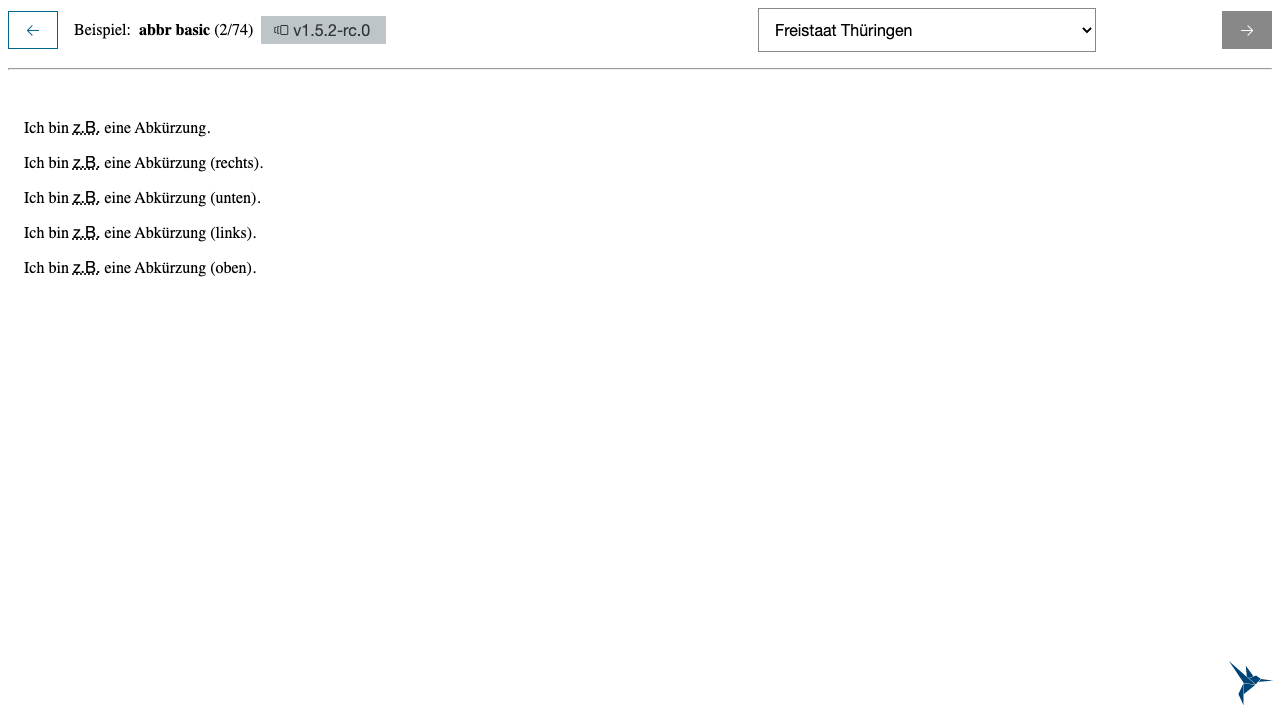 ← Beispiel: abbr basic (2/74) v1.5.2-rc.0 Freistaat Thüringen →
Ich bin z.B. eine Abkürzung.
Ich bin z.B. eine Abkürzung (rechts).
Ich bin z.B. eine Abkürzung (unten).
Ich bin z.B. eine Abkürzung (links).
Ich bin z.B. eine Abkürzung (oben).